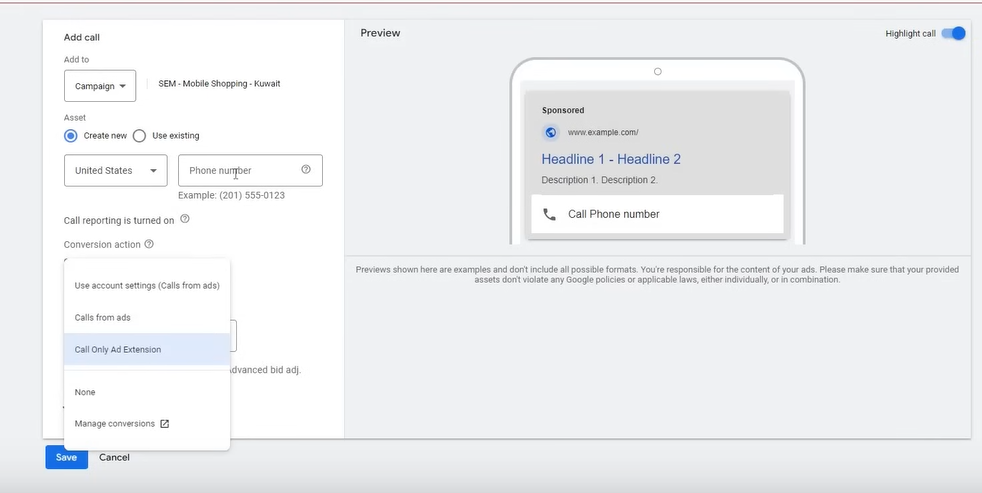 Add call
Add to
Campaign
SEM - Mobile Shopping - Kuwait
Asset
Create new
Use existing
United States
Phone number
Example: (201) 555-0123
Call reporting is turned on
Conversion action
Use account settings (Calls from ads)
Calls from ads
Call Only Ad Extension
Advanced bid adj.
None
Manage conversions
Save
Cancel
Preview
Highlight call
Sponsored
www.example.com/
Headline 1 - Headline 2
Description 1. Description 2.
Call Phone number
Previews shown here are examples and don't include all possible formats. You're responsible for the content of your ads. Please make sure that your provided
assets don't violate any Google policies or applicable laws, either individually, or in combination.